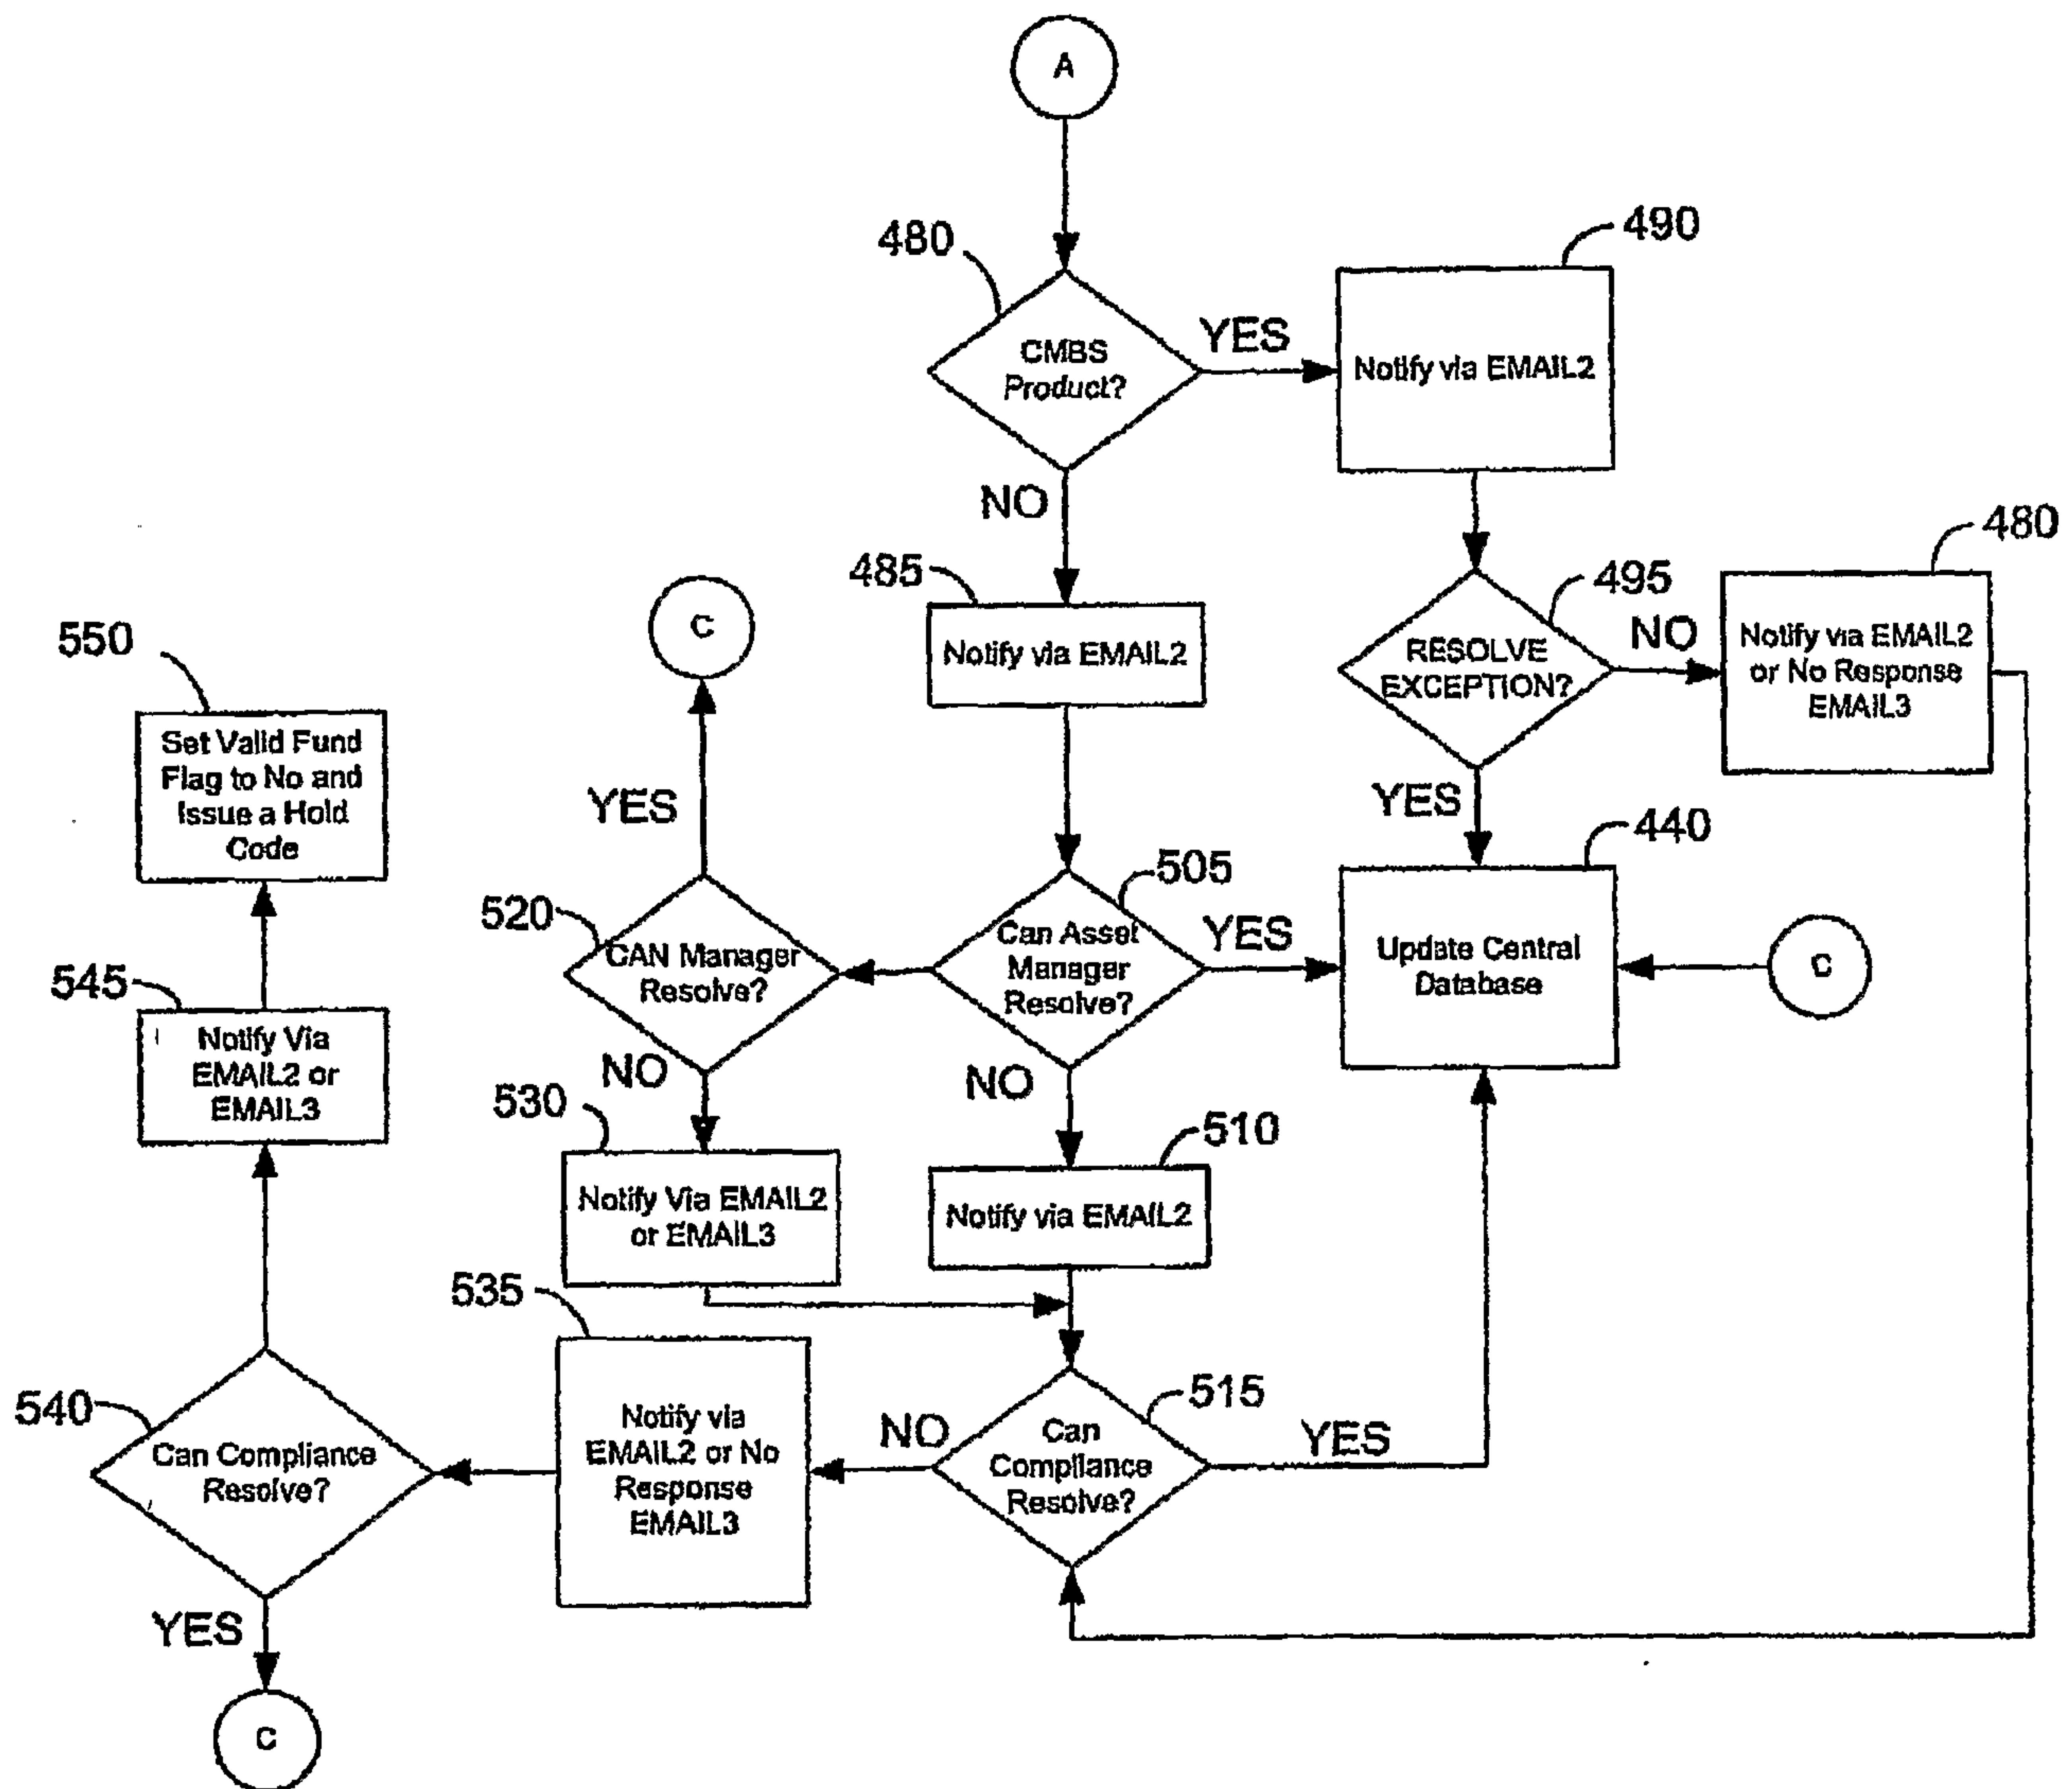 A
480
490
CMBS
Product?
YES
Notify via EMAIL2
NO
480
485
495
C
Notify via EMAIL2
RESOLVE
EXCEPTION?
NO
Notify via EMAIL2
or No Response
EMAIL3
550
Set Valid Fund
Flag to No and
Issue a Hold
Code
YES
YES
440
505
520
CAN Manager
Resolve?
Can Asset
Manager
Resolve?
YES
Update Central
Database
C
545
Notify Via
EMAIL2 or
EMAIL3
NO
NO
530
510
Notify Via EMAIL2
or EMAIL3
Notify via EMAIL2
535
515
540
Can Compliance
Resolve?
Notify via
EMAIL2 or No
Response
EMAIL3
NO
Can
Compliance
Resolve?
YES
YES
C